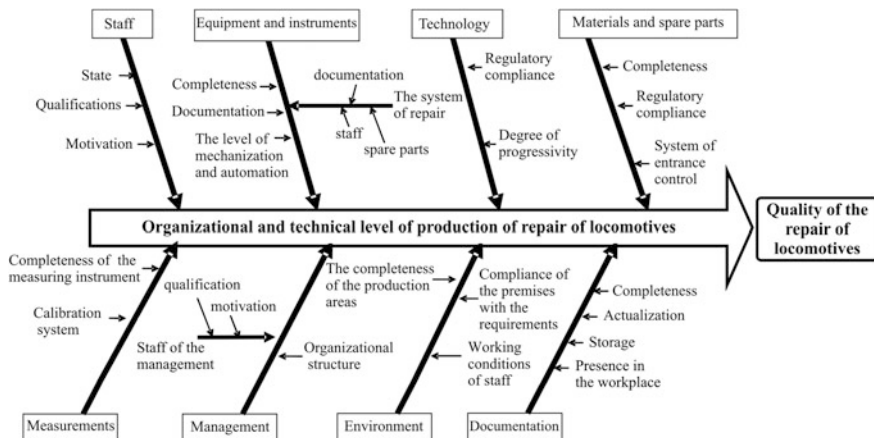 Staff
Equipment and instruments
Technology
Materials and spare parts
State
Qualifications
Motivation
Completeness
Documentation
The level of
mechanization
and automation
documentation
The system
of repair
staff
spare parts
Regulatory
compliance
Degree of
progressivity
Completeness
Regulatory
compliance
System of
entrance
control
Organizational and technical level of production of repair of locomotives
Quality of the
repair of
locomotives
Completeness of the
measuring instrument
Calibration
system
qualification
motivation
Staff of the
management
Organizational
structure
The completeness
of the production
areas
Compliance of
the premises
with the
requirements
Working
conditions
of staff
Completeness
Actualization
Storage
Presence in
the workplace
Measurements
Management
Environment
Documentation